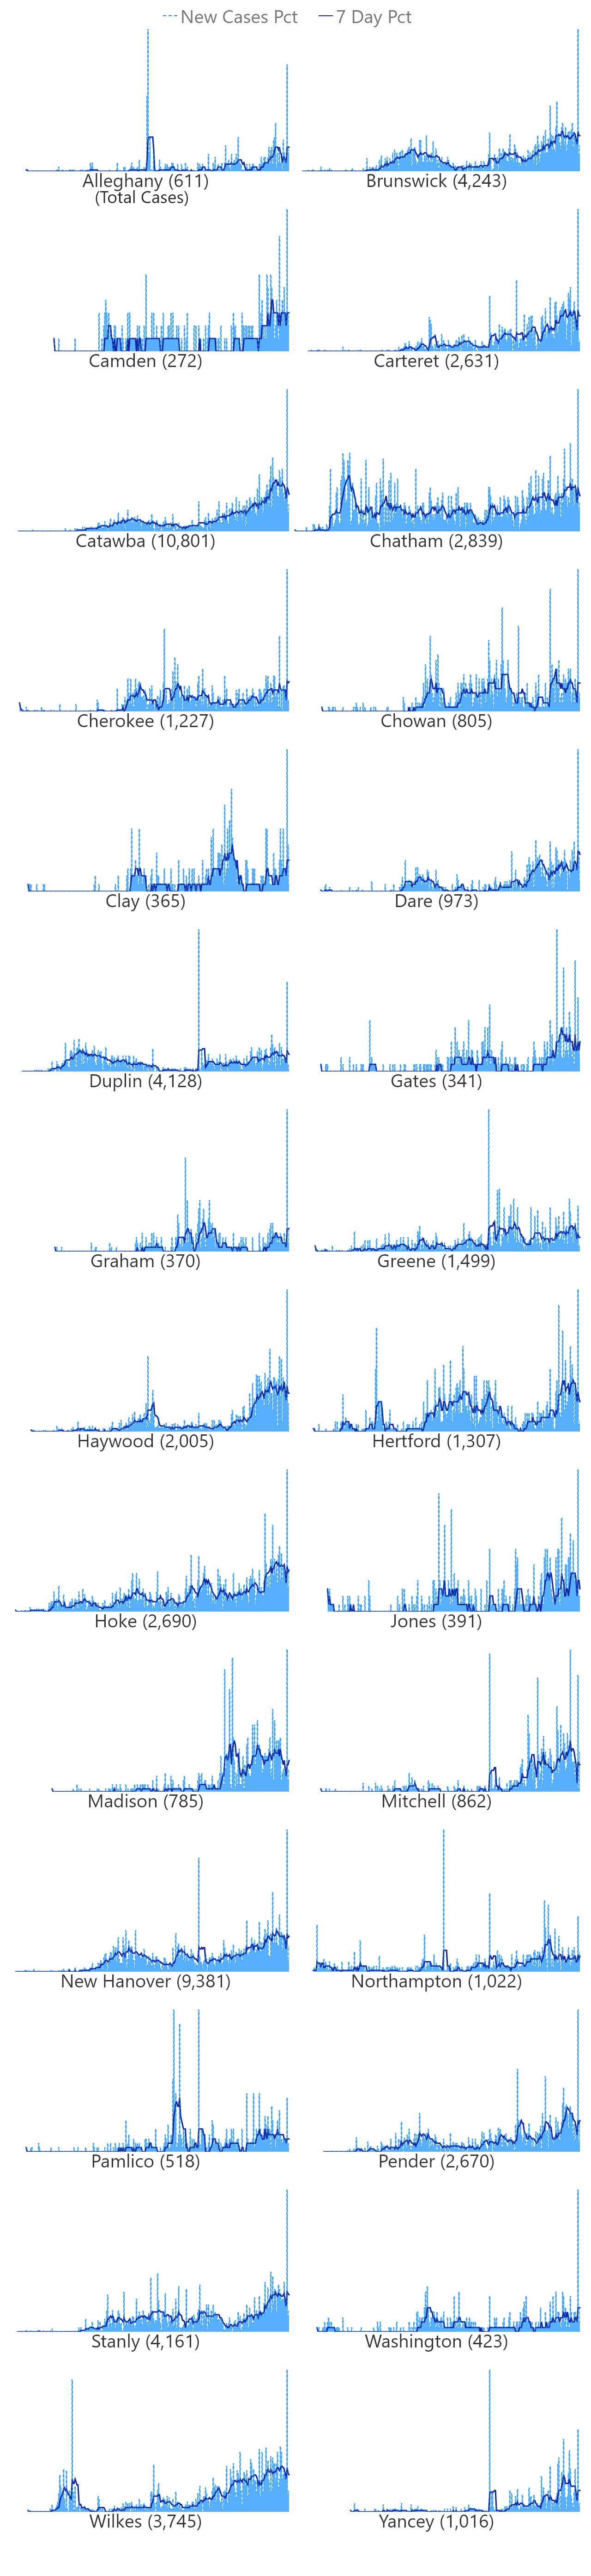 New Cases Pct 7 Day Pct
Alleghany (611) Brunswick (4,243)
(Total Cases)
Camden (272) Carteret (2,631)
Catawba (10,801) Chatham (2,839)
Cherokee (1,227) Chowan (805)
Clay (365) Dare (973)
Duplin (4,128) Gates (341)
Graham (370) Greene (1,499)
Haywood (2,005) Hertford (1,307)
Hoke (2,690) Jones (391)
Madison (785) Mitchell (862)
New Hanover (9,381) Northampton (1,022)
Pamlico (518) Pender (2,670)
Stanly (4,161) Washington (423)
Wilkes (3,745) Yancey (1,016)